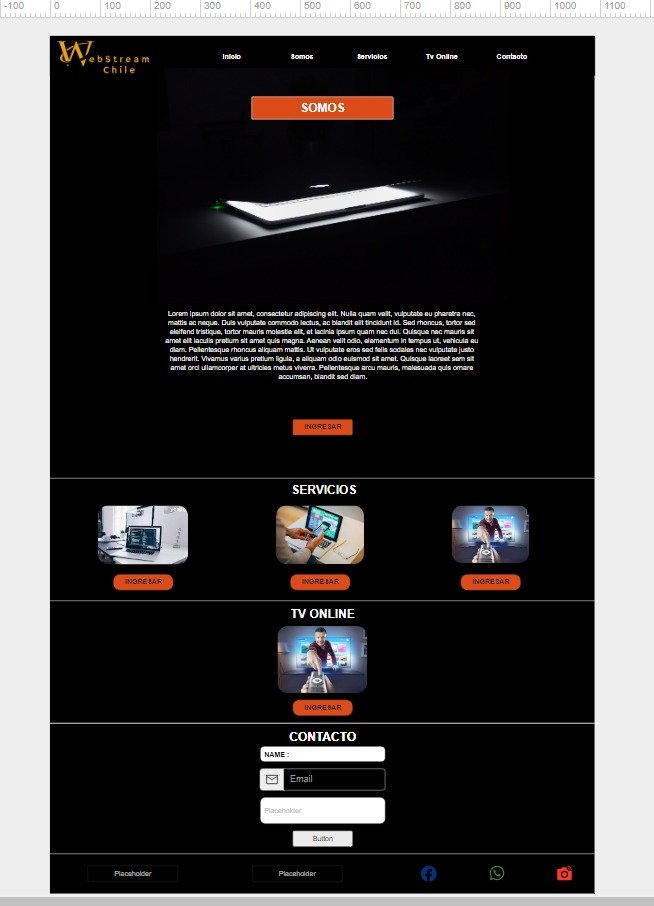 -100 0 100 200 300 400 500 600 700 800 900 1000 1100
WebStream
Chile
Inicio Somos Servicios Tv Online Contacto
SOMOS
Lorem ipsum dolor sit amet, consectetur adipiscing elit. Nulla quam velit, vulputate eu pharetra nec,
mattis ac neque. Duis vulputate commodo lectus, ac blandit elit tincidunt id. Sed rhoncus, tortor sed
eleifend tristique, tortor mauris molestie elit, et lacinia ipsum quam nec dui. Quisque nec mauris sit
amet elit iaculis pretium sit amet quis magna. Aenean velit odio, elementum in tempus ut, vehicula eu
diam. Pellentesque rhoncus aliquam mattis. Ut vulputate eros sed felis sodales nec vulputate justo
hendrerit. Vivamus varius pretium ligula, a aliquam odio euismod sit amet. Quisque laoreet sem sit
amet orci ullamcorper at ultricies metus viverra. Pellentesque arcu mauris, malesuada quis ornare
accumsan, blandit sed diam.
INGRESAR
SERVICIOS
INGRESAR INGRESAR INGRESAR
TV ONLINE
INGRESAR
CONTACTO
NAME :
Email
Placeholder
Button
Placeholder Placeholder